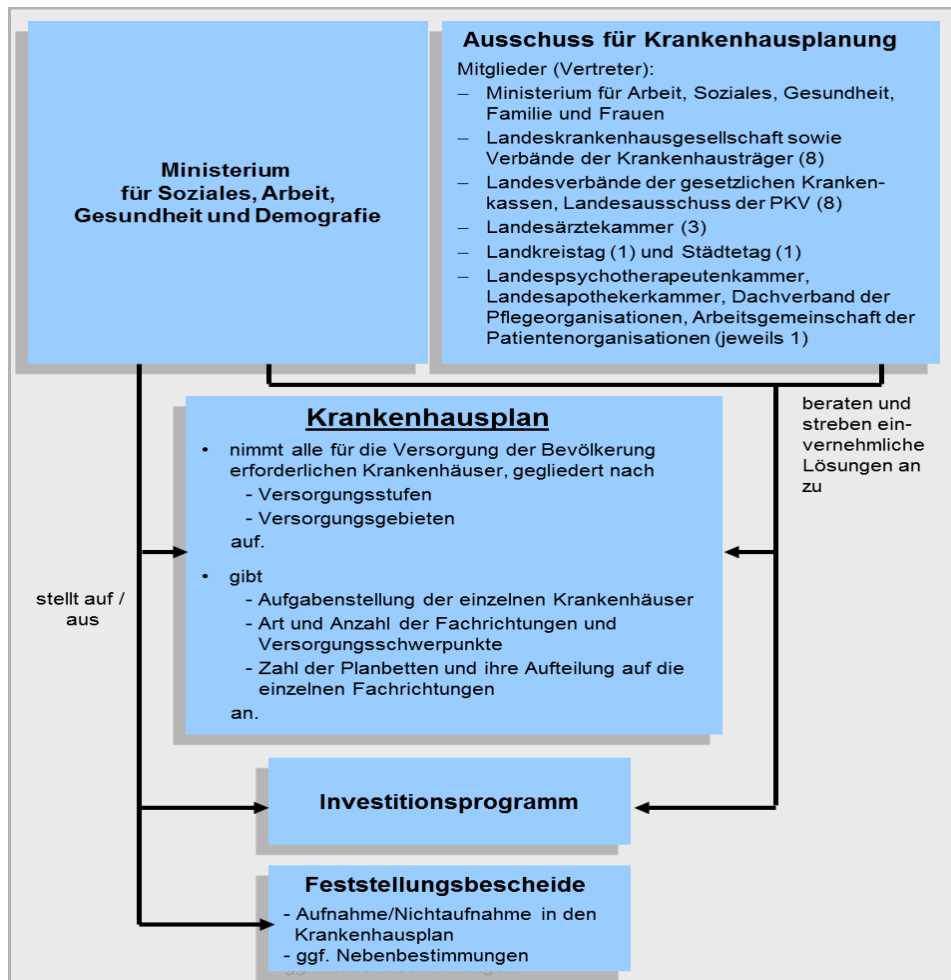 Ministerium
für Soziales, Arbeit,
Gesundheit und Demografie
Ausschuss für Krankenhausplanung
Mitglieder (Vertreter):
– Ministerium für Arbeit, Soziales, Gesundheit,
Familie und Frauen
– Landeskrankenhausgesellschaft sowie
Verbände der Krankenhausträger (8)
– Landesverbände der gesetzlichen Kranken-
kassen, Landesausschuss der PKV (8)
– Landesärztekammer (3)
– Landkreistag (1) und Städtetag (1)
– Landespsychotherapeutenkammer,
Landesapothekerkammer, Dachverband der
Pflegeorganisationen, Arbeitsgemeinschaft der
Patientenorganisationen (jeweils 1)
beraten und
streben ein-
vernehmliche
Lösungen an
zu
Krankenhausplan
• nimmt alle für die Versorgung der Bevölkerung
erforderlichen Krankenhäuser, gegliedert nach
- Versorgungsstufen
- Versorgungsgebieten
auf.
• gibt
- Aufgabenstellung der einzelnen Krankenhäuser
- Art und Anzahl der Fachrichtungen und
Versorgungsschwerpunkte
- Zahl der Planbetten und ihre Aufteilung auf die
einzelnen Fachrichtungen
an.
stellt auf /
aus
Investitionsprogramm
Feststellungsbescheide
- Aufnahme/Nichtaufnahme in den
Krankenhausplan
- ggf. Nebenbestimmungen